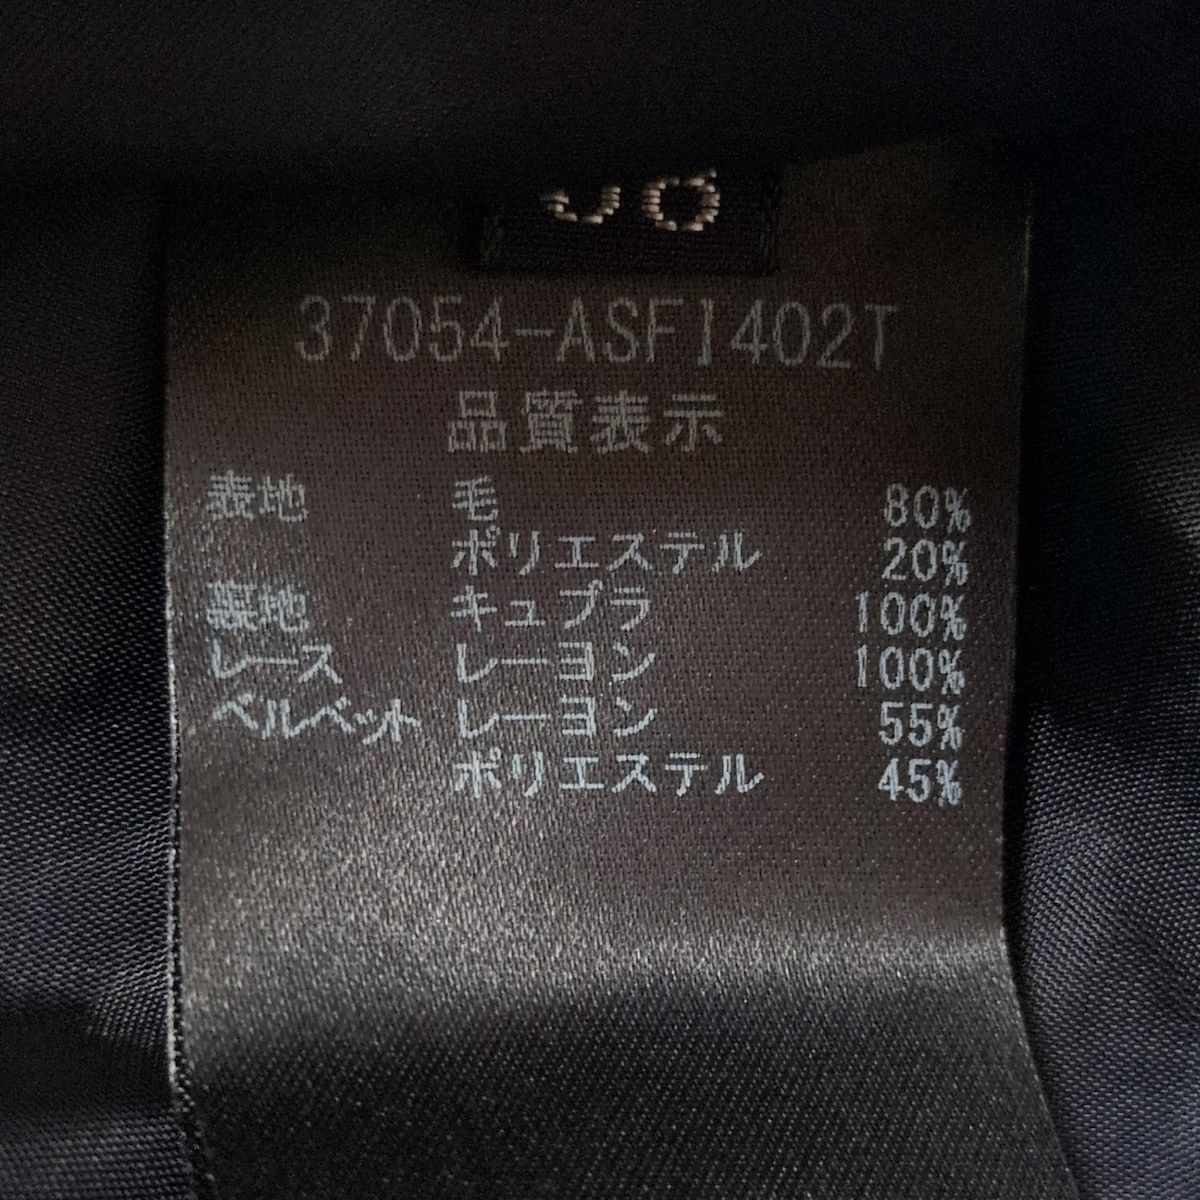 37054-ASFI402T
品質表示
表地 毛 80%
ポリエステル 20%
裏地 キュプラ 100%
レース レーヨン 100%
ベルベット レーヨン 55%
ポリエステル 45%